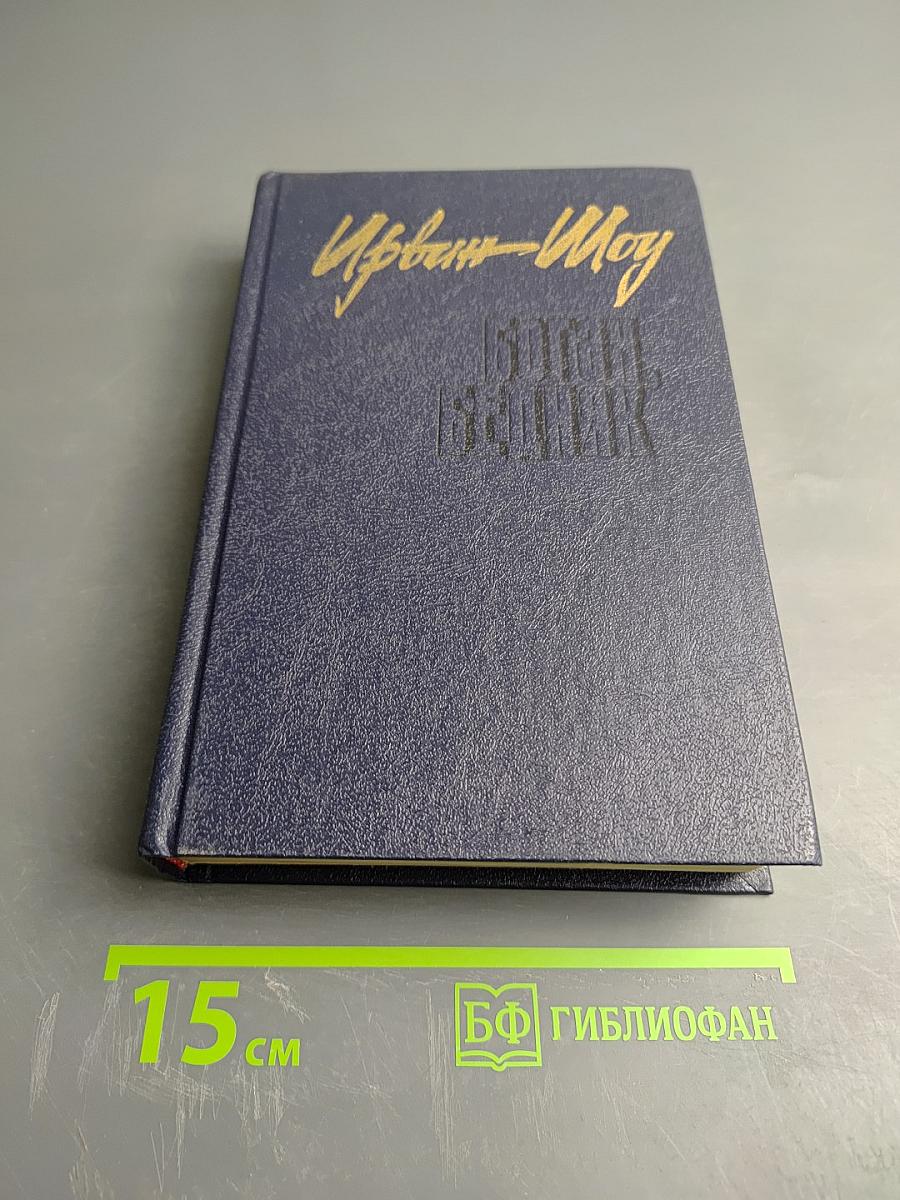 Ирвин Шоу
БОГАЧ,
БЕДНЯК
15 см
БФ ГИБЛИОФАН